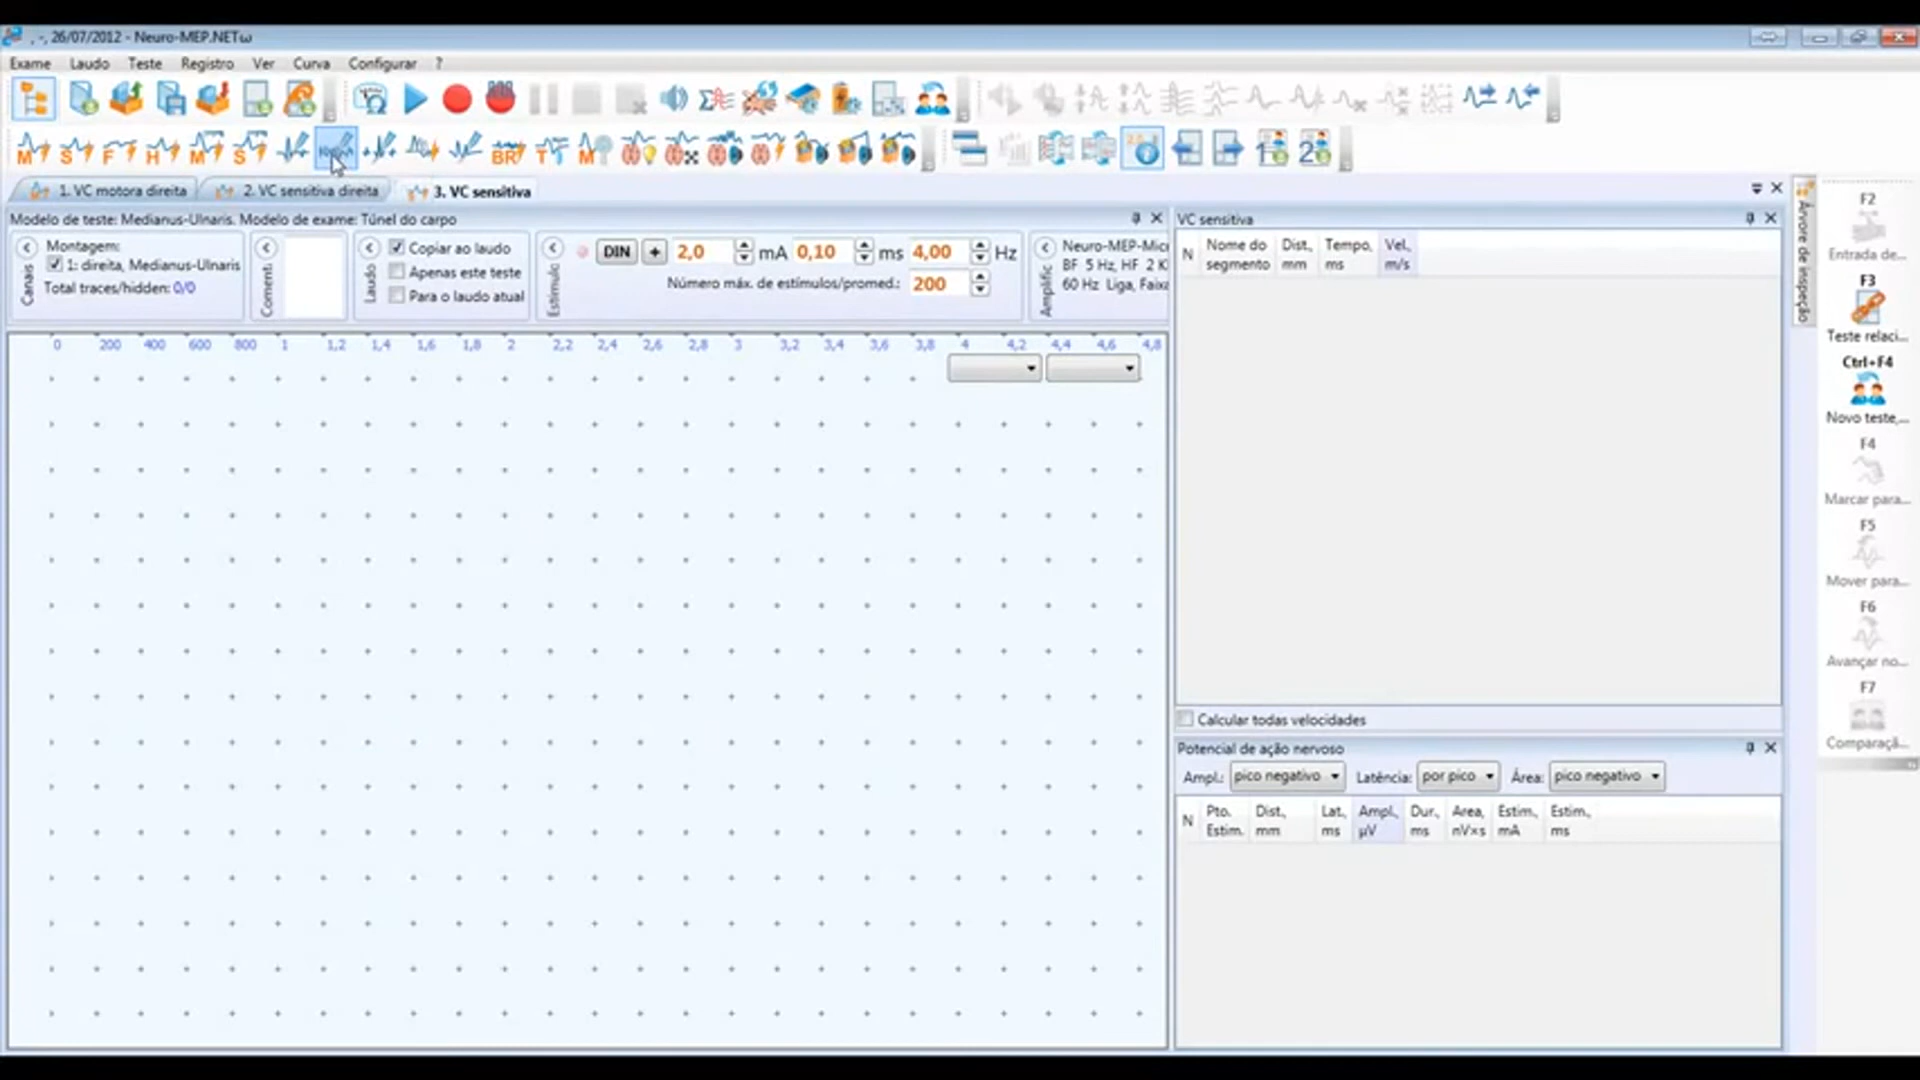 , -, 26/07/2012 - Neuro-MEP.NETω
Exame Laudo Teste Registro Ver Curva Configurar ?
M S F H M S BR T M 1 2
1. VC motora direita 2. VC sensitiva direita 3. VC sensitiva
Modelo de teste: Medianus-Ulnaris. Modelo de exame: Túnel do carpo
Canais
Montagem:
1: direita, Medianus-Ulnaris
Total traces/hidden: 0/0
Coment.
Laudo
Copiar ao laudo
Apenas este teste
Para o laudo atual
Estímulo
DIN + 2,0 mA 0,10 ms 4,00 Hz
Número máx. de estímulos/promed.: 200
Amplific
Neuro-MEP-Micr
BF 5 Hz, HF 2 K
60 Hz Liga, Faixa
0 200 400 600 800 1 1,2 1,4 1,6 1,8 2 2,2 2,4 2,6 2,8 3 3,2 3,4 3,6 3,8 4 4,2 4,4 4,6 4,8
VC sensitiva
N Nome do segmento Dist., mm Tempo, ms Vel., m/s
Calcular todas velocidades
Potencial de ação nervoso
Ampl.: pico negativo Latência: por pico Área: pico negativo
N Pto. Estim. Dist., mm Lat., ms Ampl., µV Dur., ms Area, nV×s Estim., mA Estim., ms
Árvore de inspeção
F2
Entrada de...
F3
Teste relaci...
Ctrl+F4
Novo teste,...
F4
Marcar para...
F5
Mover para...
F6
Avançar no...
F7
Comparaçã...